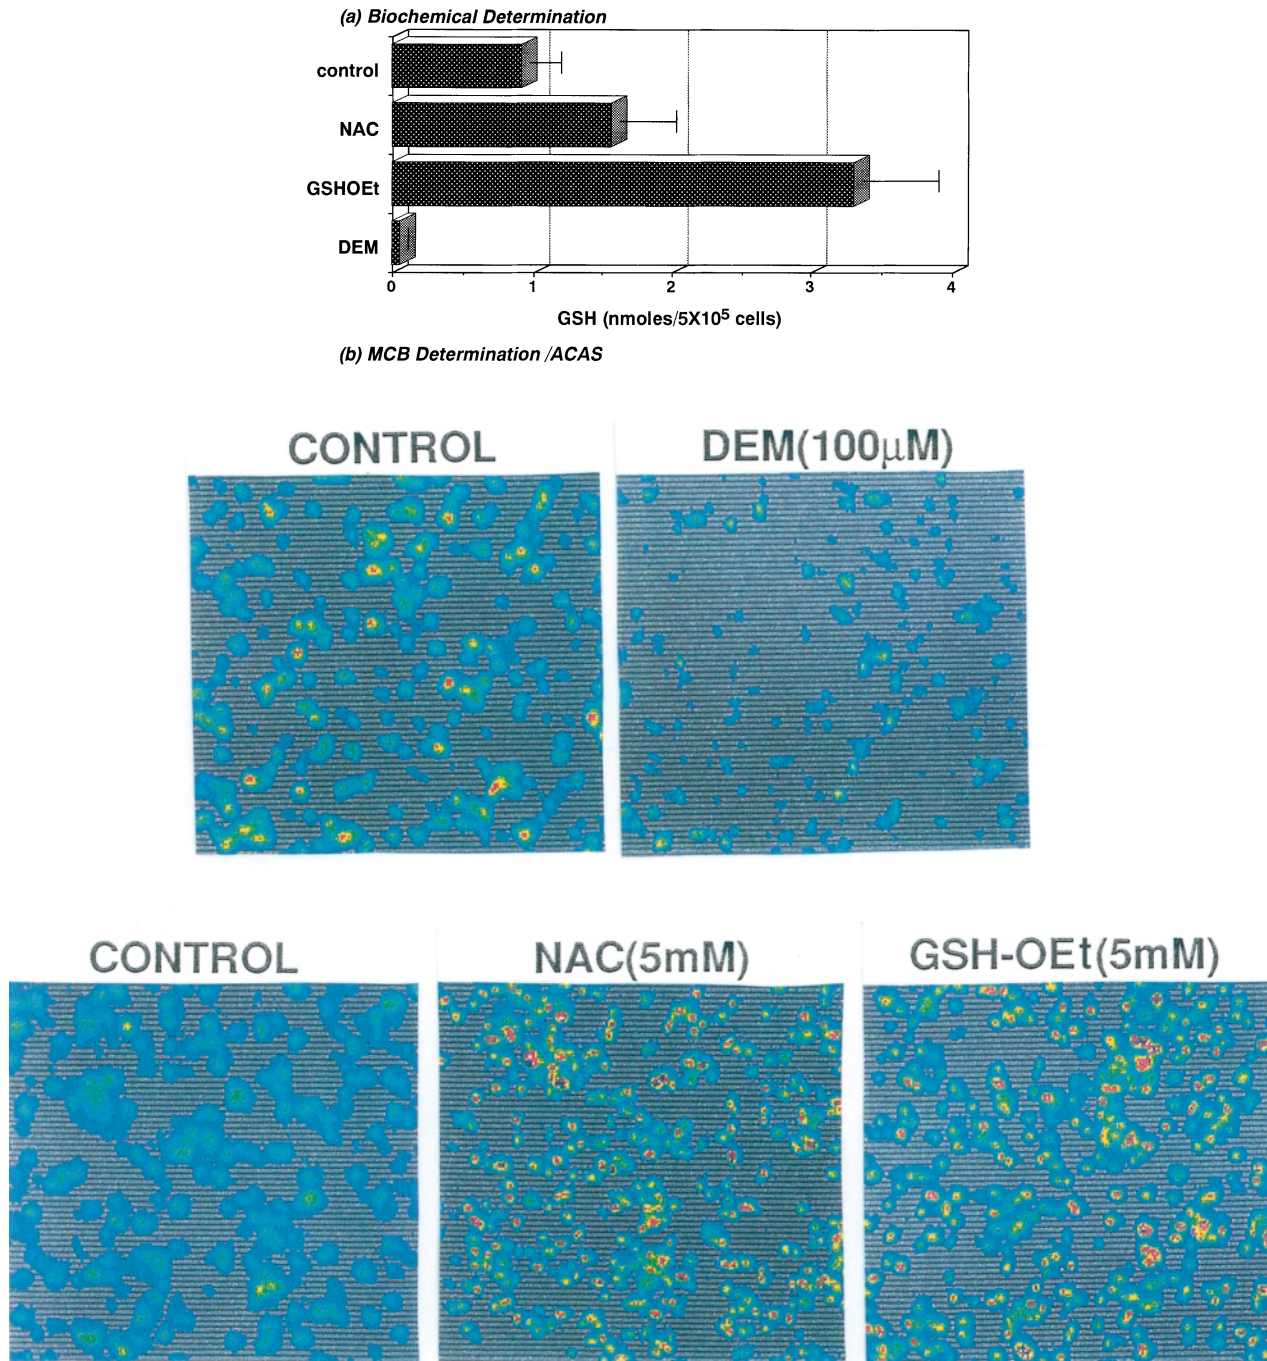 (a) Biochemical Determination
control
NAC
GSHOEt
DEM
0 1 2 3 4
GSH (nmoles/5X10⁵ cells)
(b) MCB Determination /ACAS
CONTROL DEM(100µM)
CONTROL NAC(5mM) GSH-OEt(5mM)